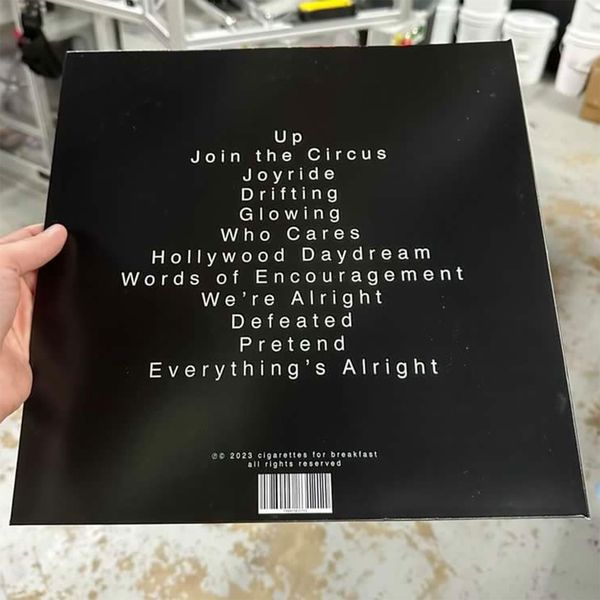 Up
Join the Circus
Joyride
Drifting
Glowing
Who Cares
Hollywood Daydream
Words of Encouragement
We're Alright
Defeated
Pretend
Everything's Alright
℗© 2023 cigarettes for breakfast
all rights reserved